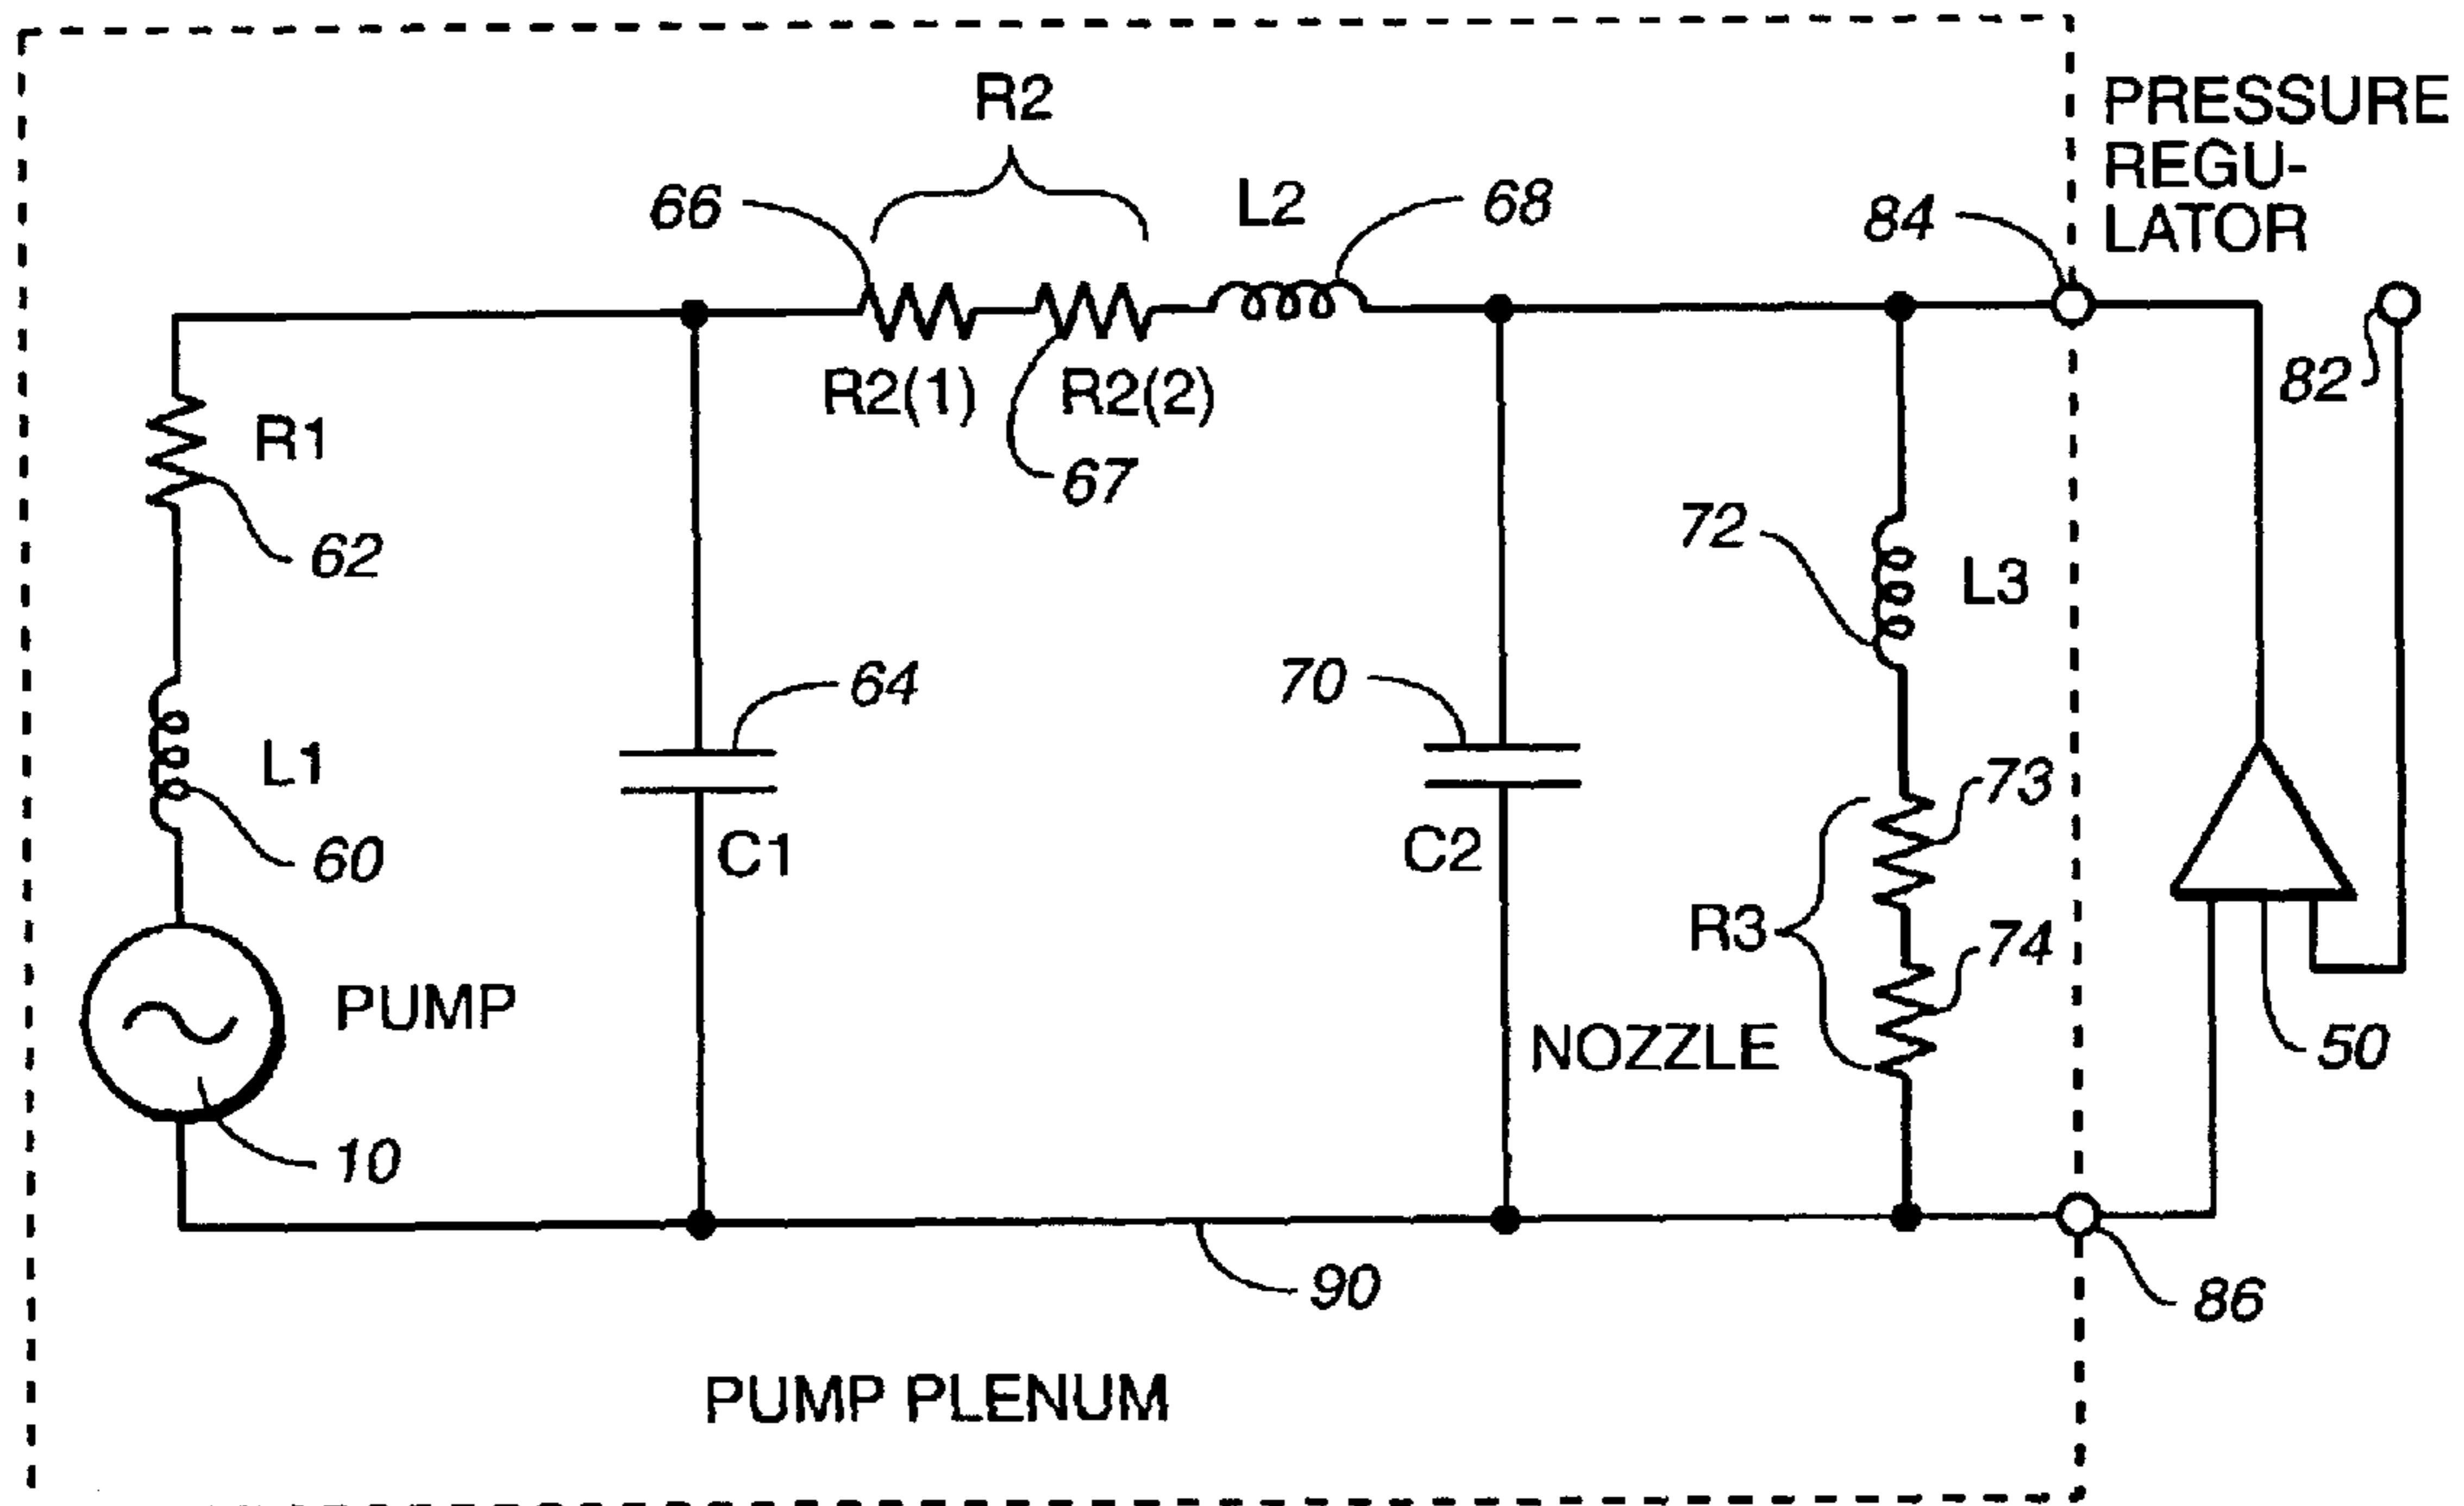 R2
PRESSURE
REGU-
LATOR
66
L2
68
84
82
R2(1)
R2(2)
67
R1
62
72
L3
64
70
L1
60
C1
C2
73
R3
74
PUMP
NOZZLE
50
10
90
86
PUMP PLENUM